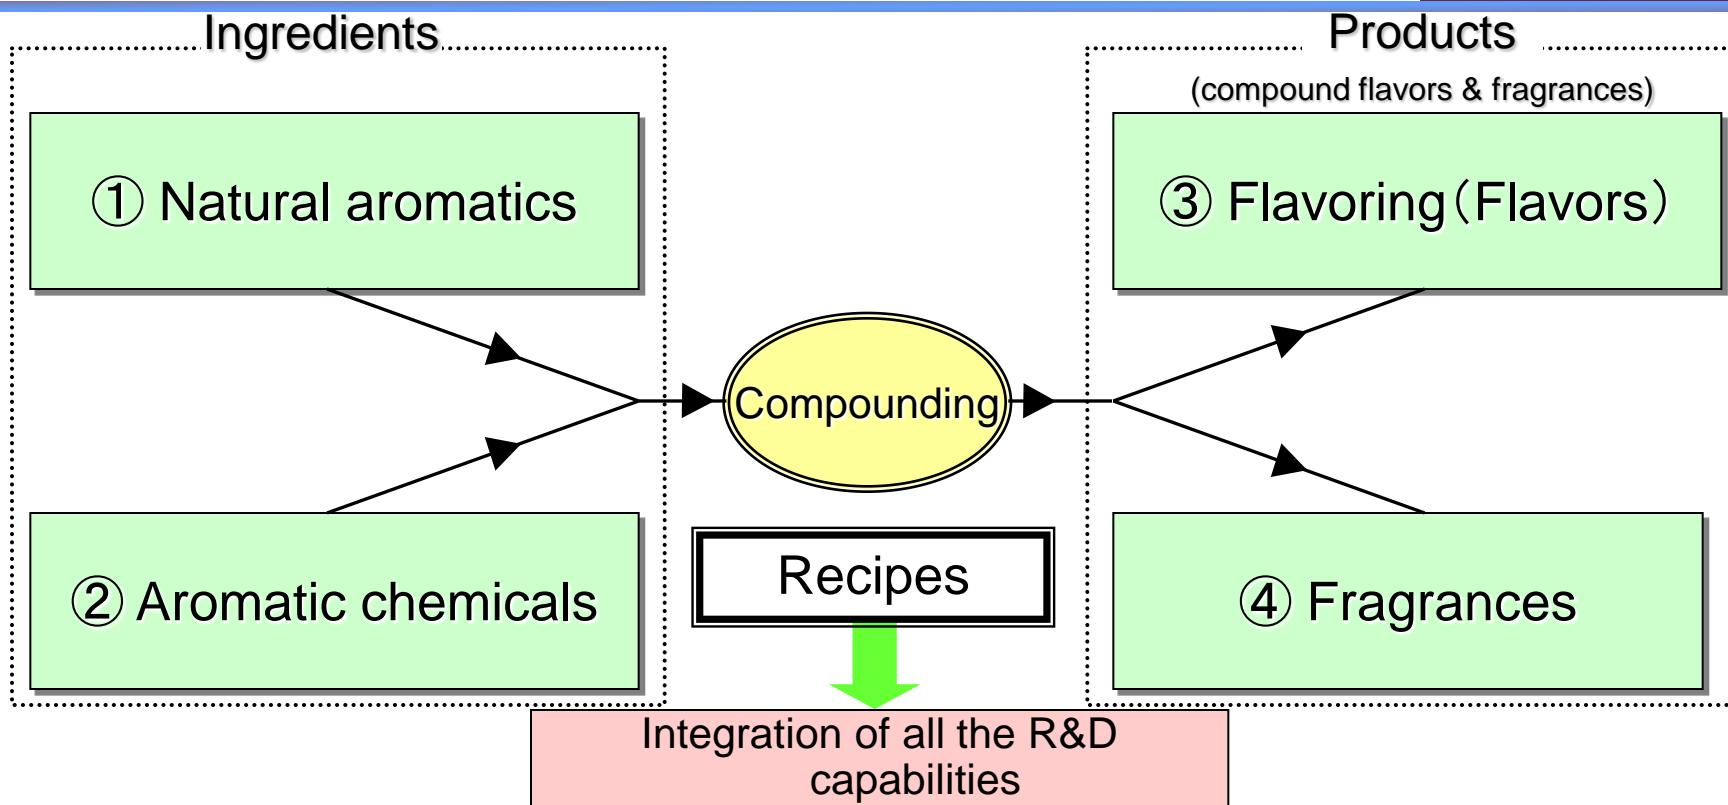 Ingredients
Products
(compound flavors & fragrances)
① Natural aromatics
③ Flavoring（Flavors）
Compounding
Recipes
② Aromatic chemicals
④ Fragrances
Integration of all the R&D
capabilities